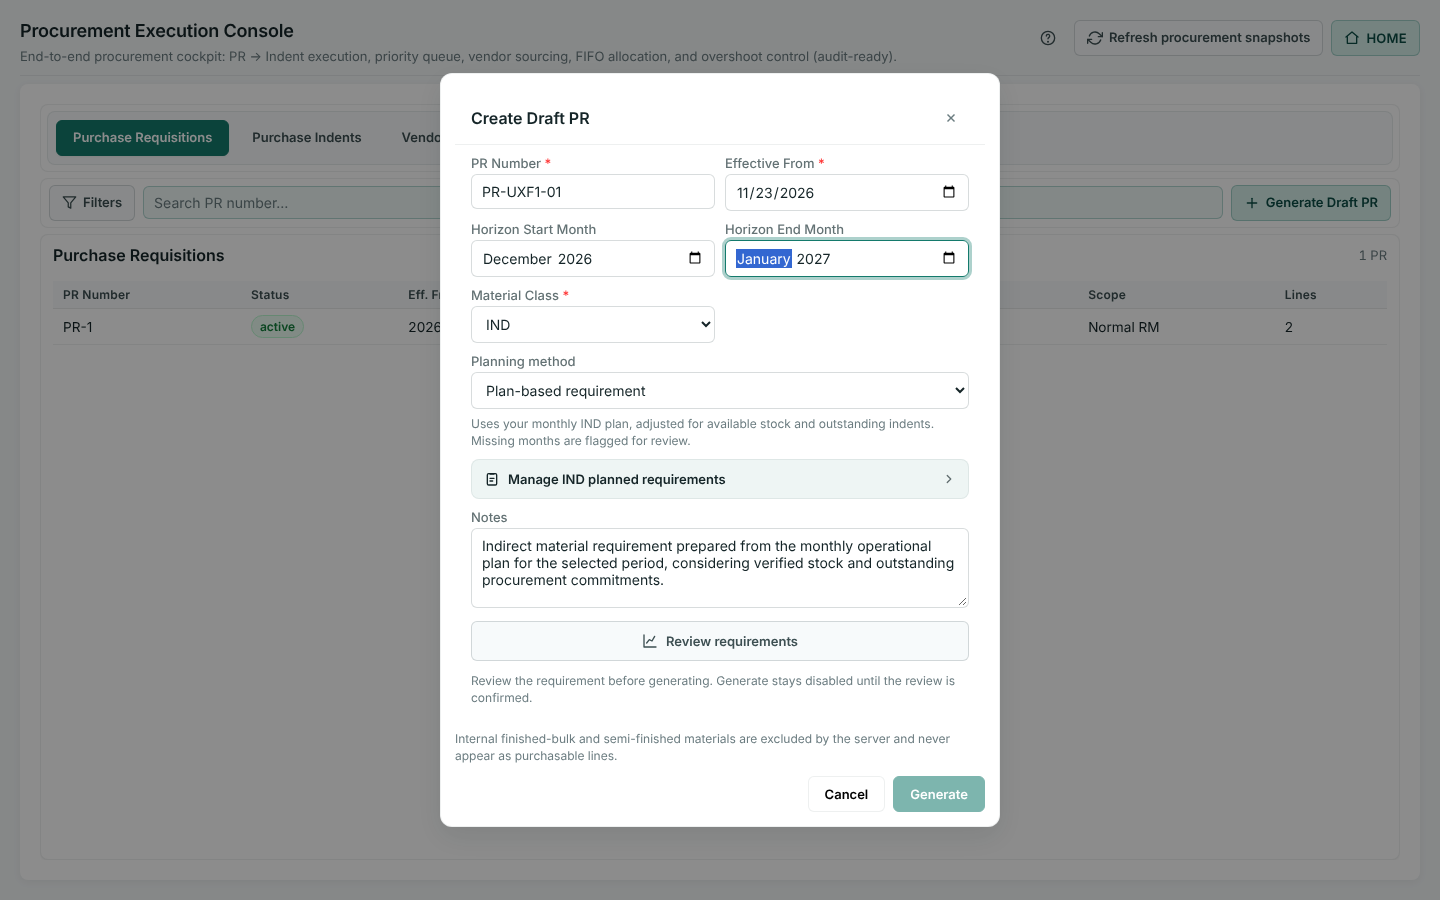 Procurement Execution Console
End-to-end procurement cockpit: PR → Indent execution, priority queue, vendor sourcing, FIFO allocation, and overshoot control (audit-ready).
Refresh procurement snapshots
HOME
Purchase Requisitions
Purchase Indents
Filters
Search PR number...
Generate Draft PR
Purchase Requisitions
1 PR
PR Number
Status
Scope
Lines
PR-1
active
2026
Normal RM
2
Create Draft PR
×
PR Number *
Effective From *
PR-UXF1-01
11/23/2026
Horizon Start Month
Horizon End Month
December 2026
January 2027
Material Class *
IND
Planning method
Plan-based requirement
Uses your monthly IND plan, adjusted for available stock and outstanding indents.
Missing months are flagged for review.
Manage IND planned requirements
Notes
Indirect material requirement prepared from the monthly operational
plan for the selected period, considering verified stock and outstanding
procurement commitments.
Review requirements
Review the requirement before generating. Generate stays disabled until the review is
confirmed.
Internal finished-bulk and semi-finished materials are excluded by the server and never
appear as purchasable lines.
Cancel
Generate